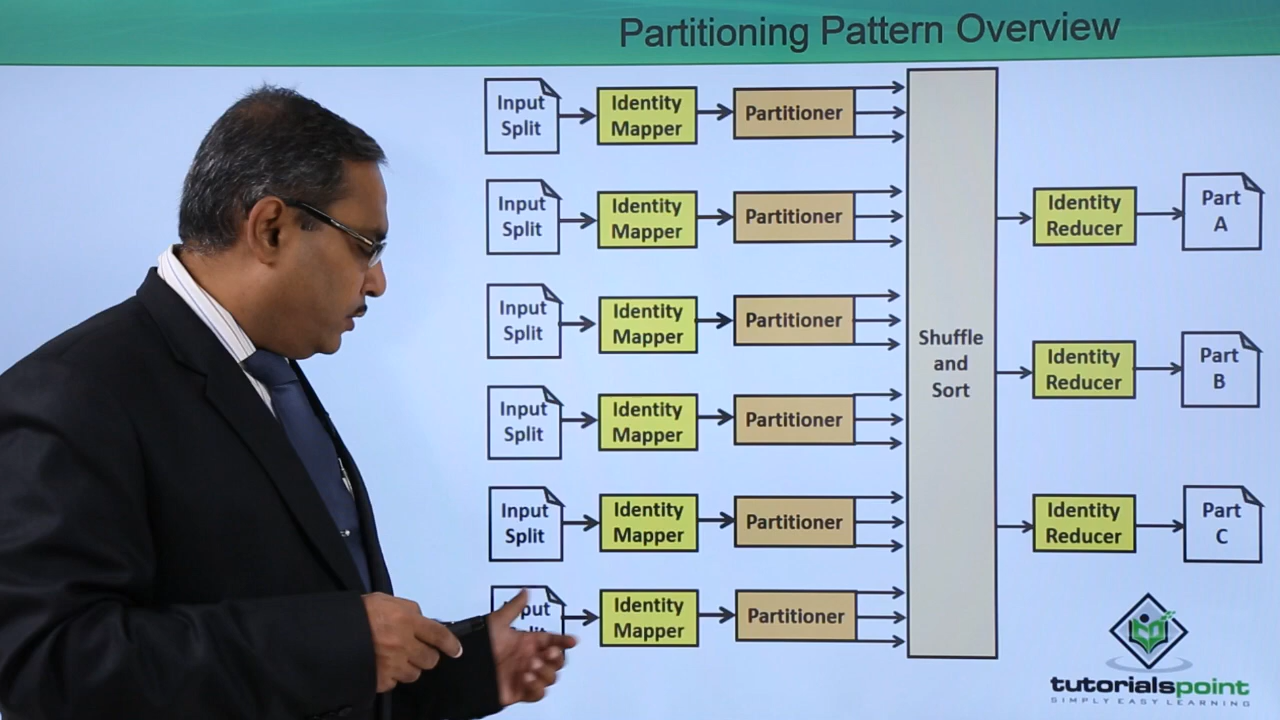 Partitioning Pattern Overview
Input
Split
Identity
Mapper
Partitioner
Input
Split
Identity
Mapper
Partitioner
Input
Split
Identity
Mapper
Partitioner
Input
Split
Identity
Mapper
Partitioner
Input
Split
Identity
Mapper
Partitioner
Identity
Mapper
Partitioner
Shuffle
and
Sort
Identity
Reducer
Part
A
Identity
Reducer
Part
B
Identity
Reducer
Part
C
tutorialspoint
SIMPLY EASY LEARNING